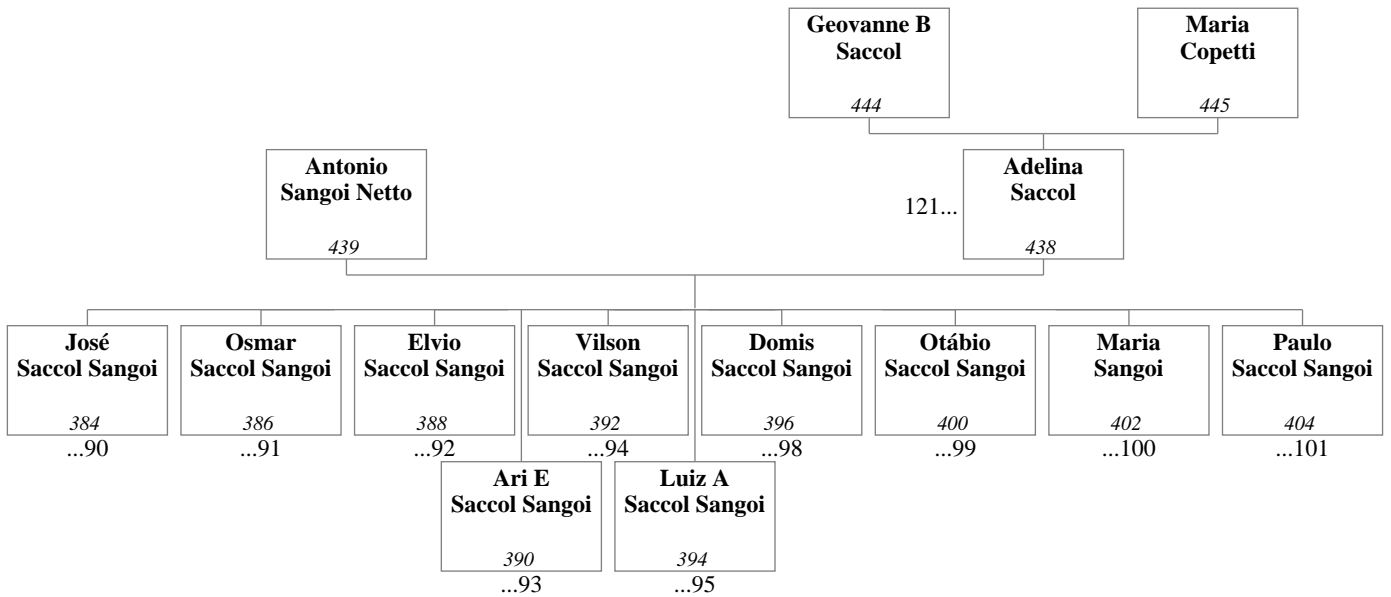 Geovanne B
Saccol
444
Maria
Copetti
445
Antonio
Sangoi Netto
439
121...
Adelina
Saccol
438
José
Saccol Sangoi
384
...90
Osmar
Saccol Sangoi
386
...91
Elvio
Saccol Sangoi
388
...92
Vilson
Saccol Sangoi
392
...94
Domis
Saccol Sangoi
396
...98
Otábio
Saccol Sangoi
400
...99
Maria
Sangoi
402
...100
Paulo
Saccol Sangoi
404
...101
Ari E
Saccol Sangoi
390
...93
Luiz A
Saccol Sangoi
394
...95